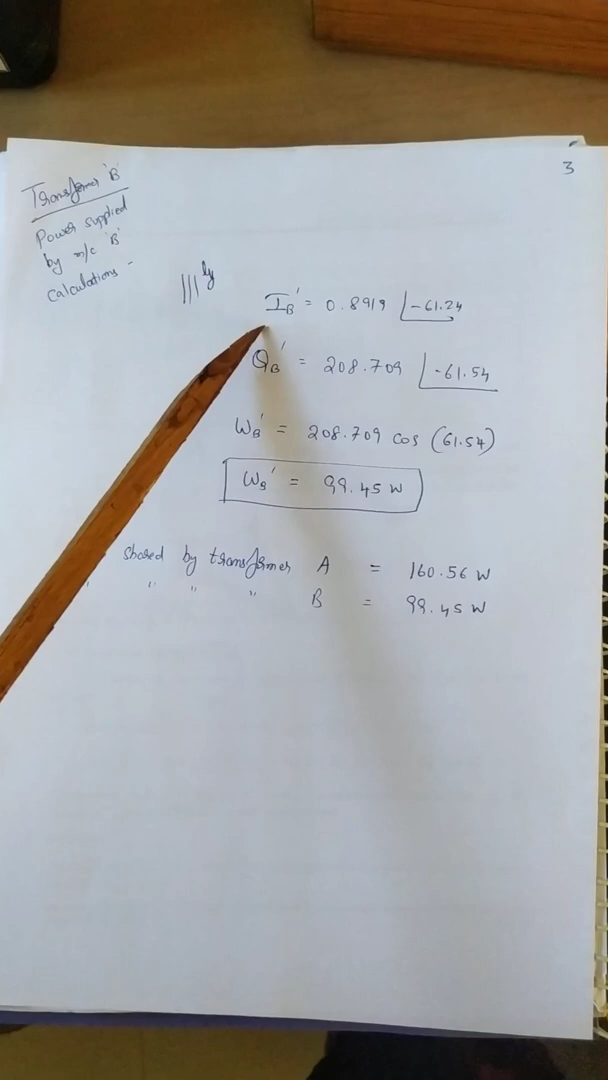 3
Transformer 'B'
Power supplied
by m/c 'B'
calculations -
|||ly
IB' = 0.8919 ∠-61.24
QB' = 208.709 ∠-61.54
WB' = 208.709 cos (61.54)
WB' = 99.45 W
shared by transformer A = 160.56 W
" " " " B = 99.45 W